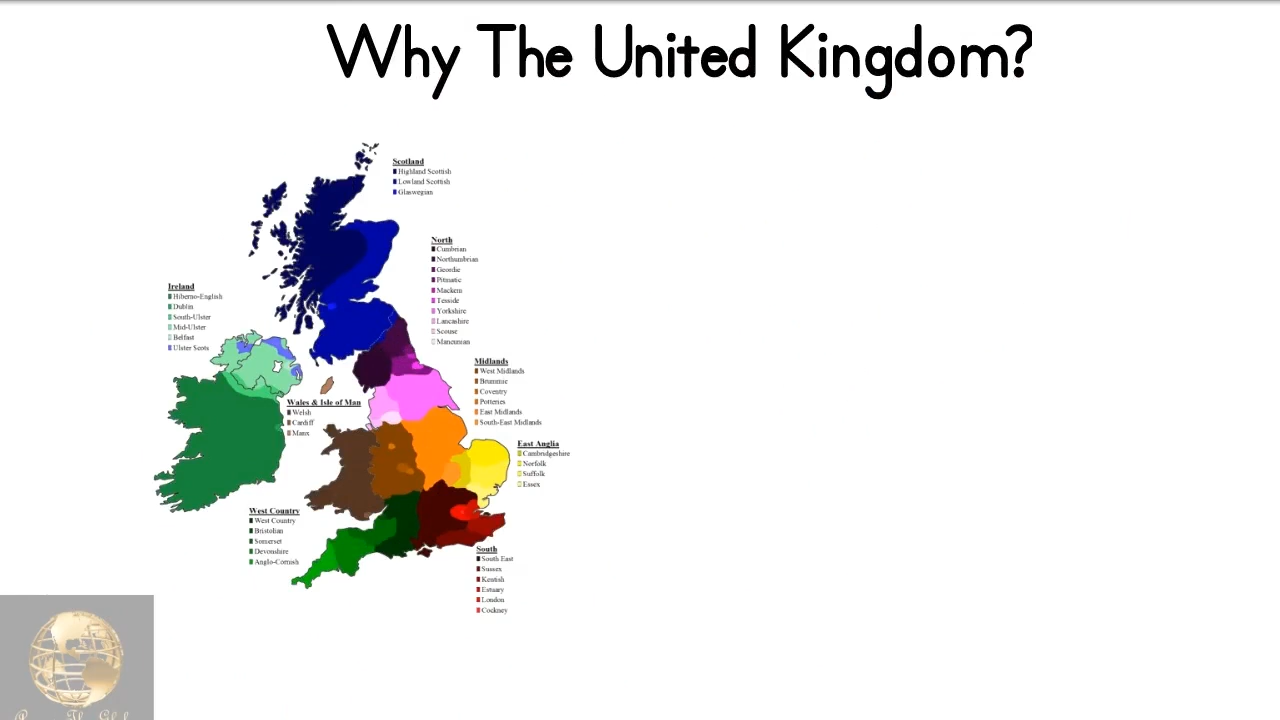 Why The United Kingdom?
Scotland
Highland Scottish
Lowland Scottish
Glaswegian
North
Cumbrian
Northumbrian
Geordie
Pitmatic
Mackem
Tesside
Yorkshire
Lancashire
Scouse
Mancunian
Ireland
Hiberno-English
Dublin
South-Ulster
Mid-Ulster
Belfast
Ulster Scots
Midlands
West Midlands
Brummie
Coventry
Potteries
East Midlands
South-East Midlands
Wales & Isle of Man
Welsh
Cardiff
Manx
East Anglia
Cambridgeshire
Norfolk
Suffolk
Essex
West Country
West Country
Bristolian
Somerset
Devonshire
Anglo-Cornish
South
South East
Sussex
Kentish
Estuary
London
Cockney